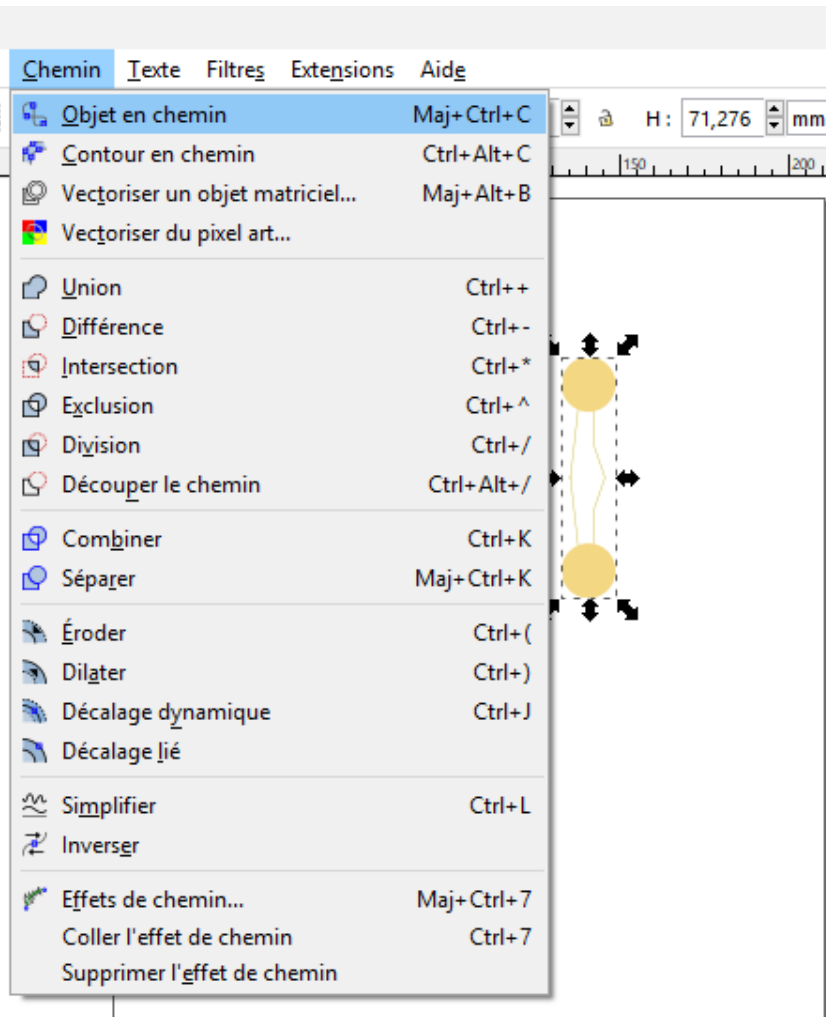 Chemin Texte Filtres Extensions Aide
Objet en chemin Maj+Ctrl+C
H: 71,276 mm
Contour en chemin Ctrl+Alt+C
150 200
Vectoriser un objet matriciel... Maj+Alt+B
Vectoriser du pixel art...
Union Ctrl++
Différence Ctrl+-
Intersection Ctrl+*
Exclusion Ctrl+^
Division Ctrl+/
Découper le chemin Ctrl+Alt+/
Combiner Ctrl+K
Séparer Maj+Ctrl+K
Éroder Ctrl+(
Dilater Ctrl+)
Décalage dynamique Ctrl+J
Décalage lié
Simplifier Ctrl+L
Inverser
Effets de chemin... Maj+Ctrl+7
Coller l'effet de chemin Ctrl+7
Supprimer l'effet de chemin